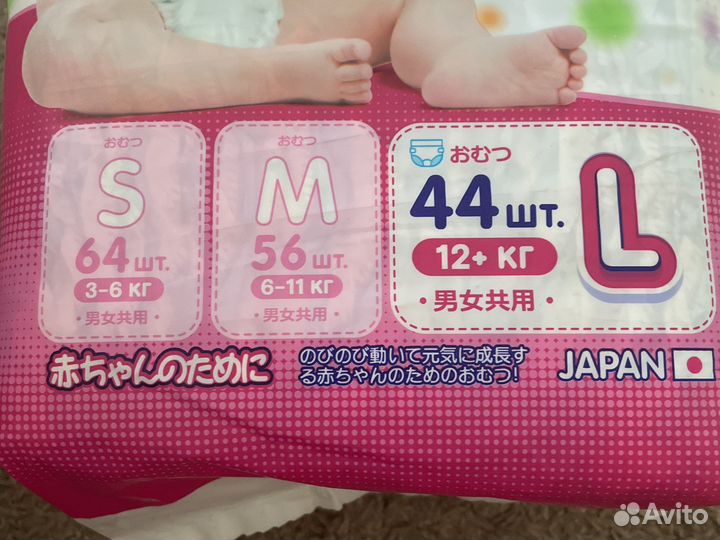 おむつ
S
64 шт.
3-6 КГ
・男女共用・
おむつ
M
56 шт.
6-11 КГ
・男女共用・
おむつ
44 шт.
12+ КГ
・男女共用・
L
赤ちゃんのために
のびのび動いて元気に成長す
る赤ちゃんのためのおむつ!
JAPAN
Avito